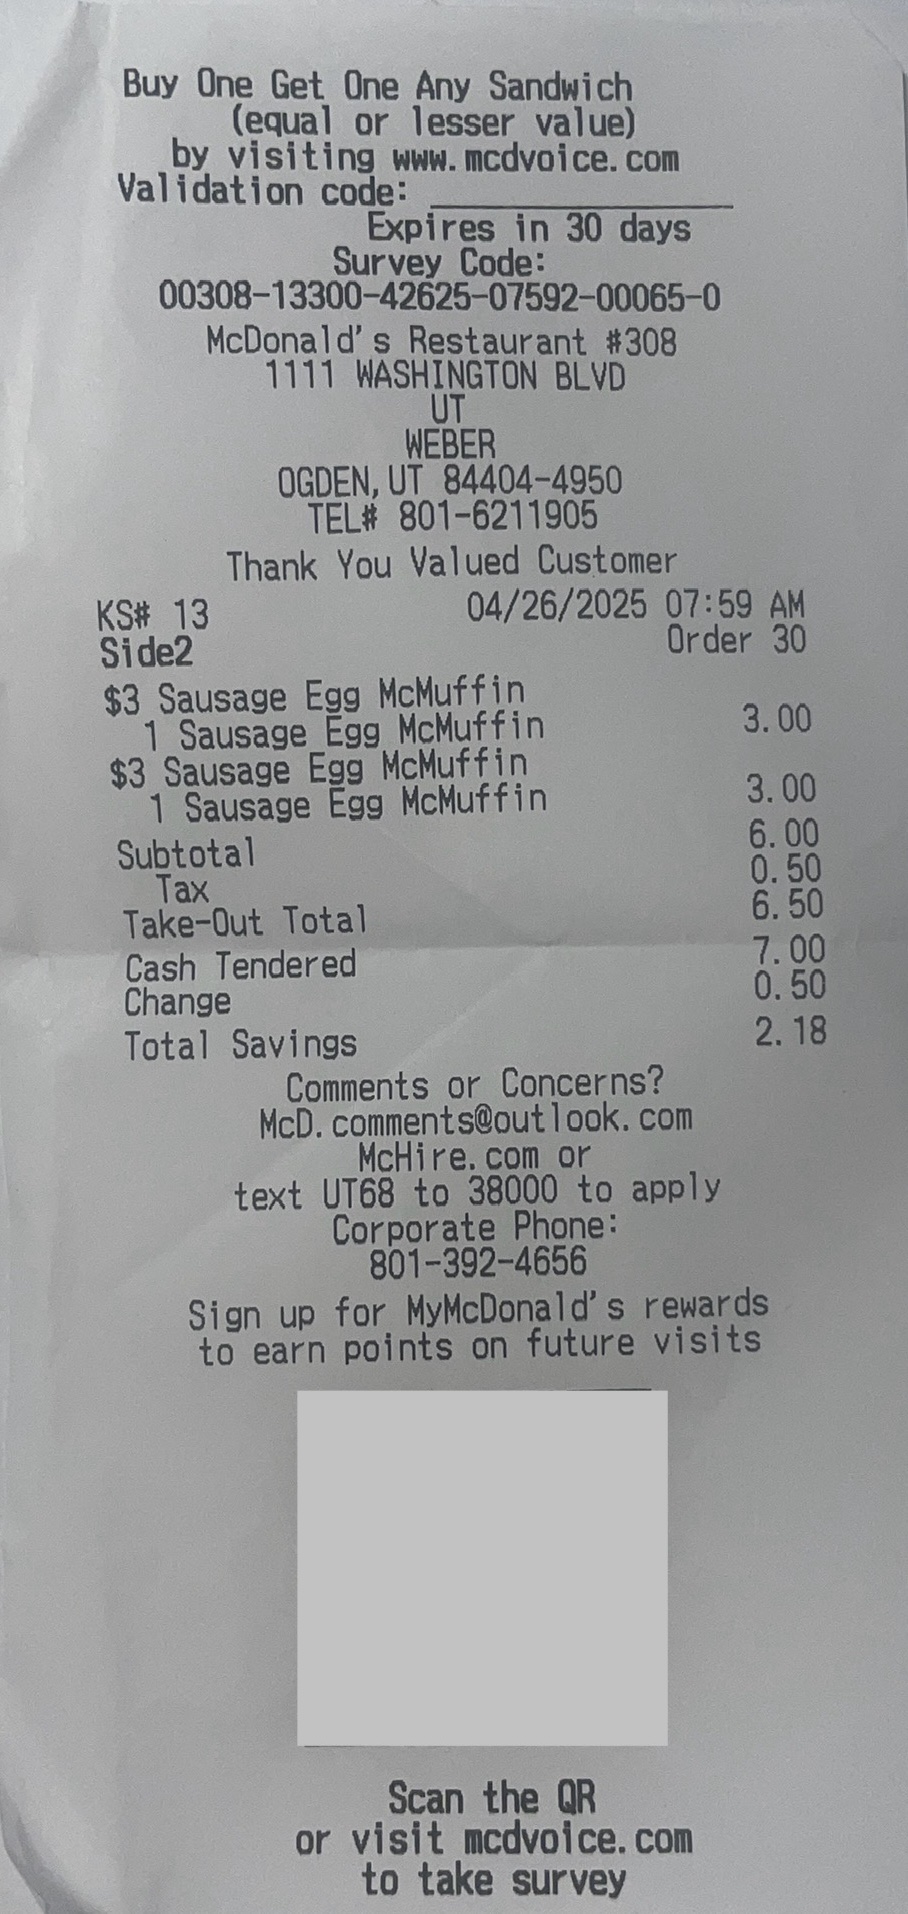 Buy One Get One Any Sandwich
(equal or lesser value)
by visiting www.mcdvoice.com
Validation code: ______________
Expires in 30 days
Survey Code:
00308-13300-42625-07592-00065-0
McDonald's Restaurant #308
1111 WASHINGTON BLVD
UT
WEBER
OGDEN, UT 84404-4950
TEL# 801-6211905
Thank You Valued Customer
KS# 13 04/26/2025 07:59 AM
Side2 Order 30
$3 Sausage Egg McMuffin
1 Sausage Egg McMuffin 3.00
$3 Sausage Egg McMuffin
1 Sausage Egg McMuffin 3.00
Subtotal 6.00
Tax 0.50
Take-Out Total 6.50
Cash Tendered 7.00
Change 0.50
Total Savings 2.18
Comments or Concerns?
McD.comments@outlook.com
McHire.com or
text UT68 to 38000 to apply
Corporate Phone:
801-392-4656
Sign up for MyMcDonald's rewards
to earn points on future visits
Scan the QR
or visit mcdvoice.com
to take survey